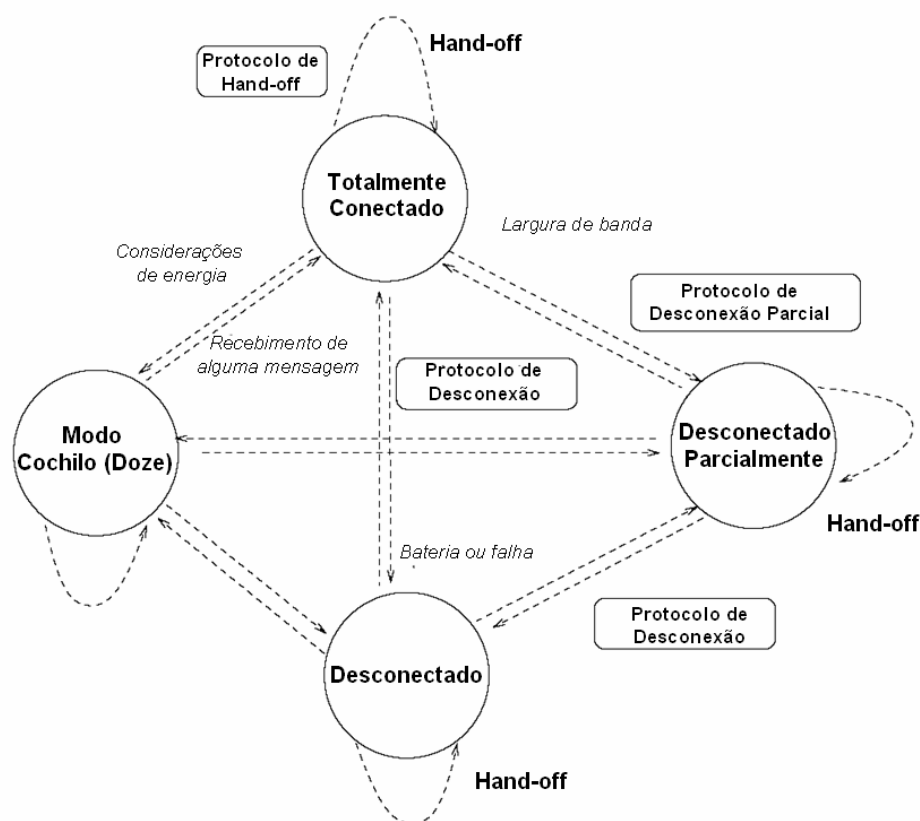 Hand-off
Protocolo de
Hand-off
Totalmente
Conectado
Largura de banda
Considerações
de energia
Protocolo de
Desconexão Parcial
Recebimento de
alguma mensagem
Protocolo de
Desconexão
Modo
Cochilo (Doze)
Desconectado
Parcialmente
Hand-off
Bateria ou falha
Protocolo de
Desconexão
Desconectado
Hand-off